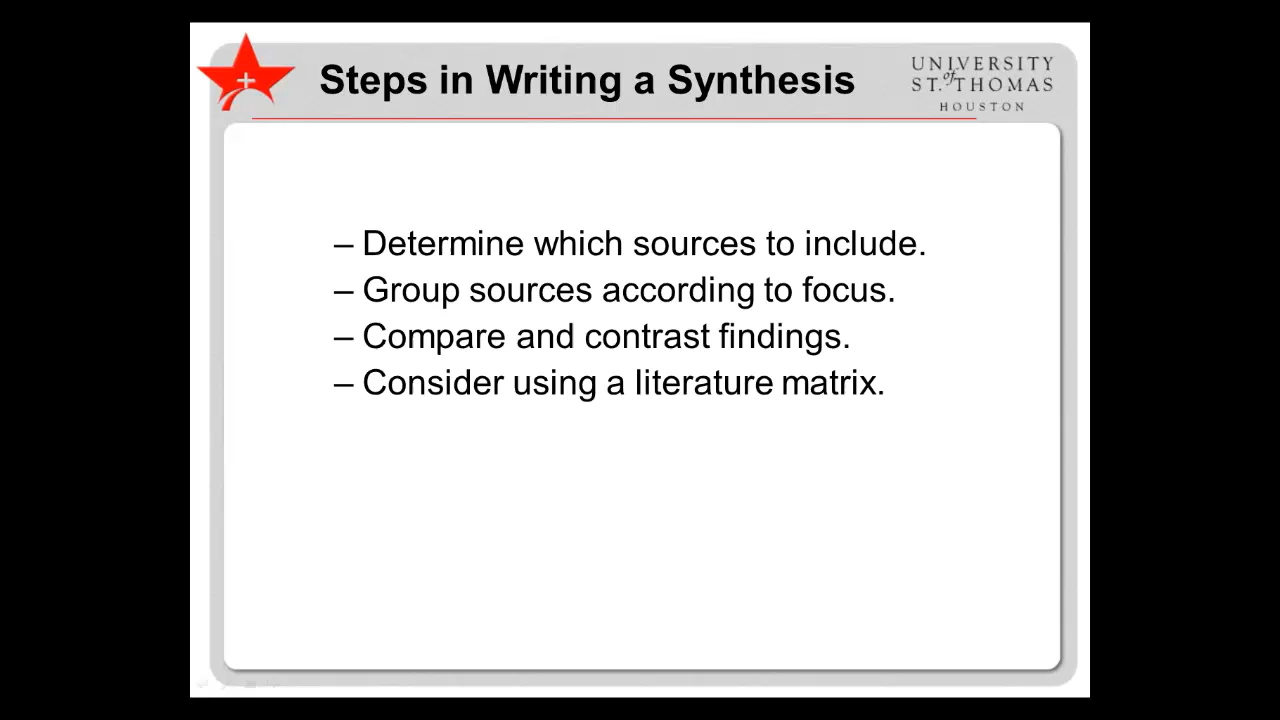 Steps in Writing a Synthesis
UNIVERSITY
of
ST. THOMAS
HOUSTON
– Determine which sources to include.
– Group sources according to focus.
– Compare and contrast findings.
– Consider using a literature matrix.